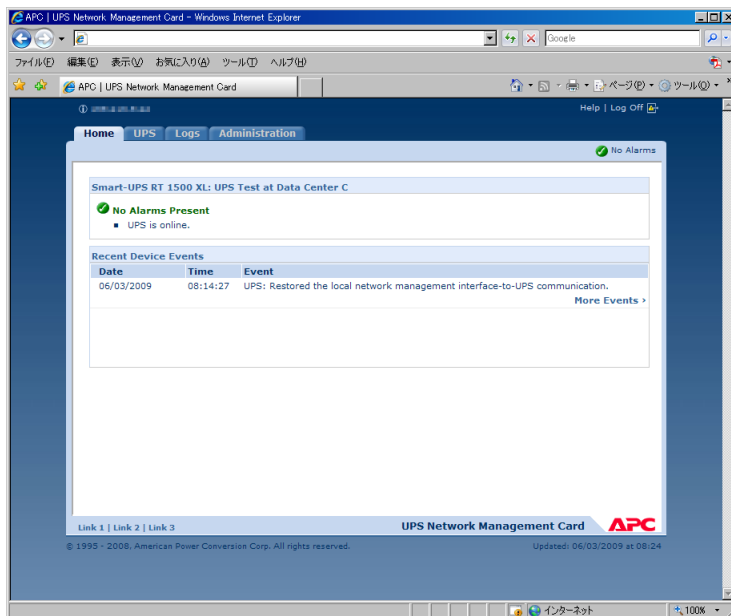 APC | UPS Network Management Card - Windows Internet Explorer
Google
ファイル(F) 編集(E) 表示(V) お気に入り(A) ツール(T) ヘルプ(H)
APC | UPS Network Management Card
ページ(P) ツール(O) »
Help | Log Off
Home UPS Logs Administration
No Alarms
Smart-UPS RT 1500 XL: UPS Test at Data Center C
No Alarms Present
UPS is online.
Recent Device Events
Date Time Event
06/03/2009 08:14:27 UPS: Restored the local network management interface-to-UPS communication.
More Events ›
Link 1 | Link 2 | Link 3
UPS Network Management Card APC
© 1995 - 2008, American Power Conversion Corp. All rights reserved.
Updated: 06/03/2009 at 08:24
インターネット 100%